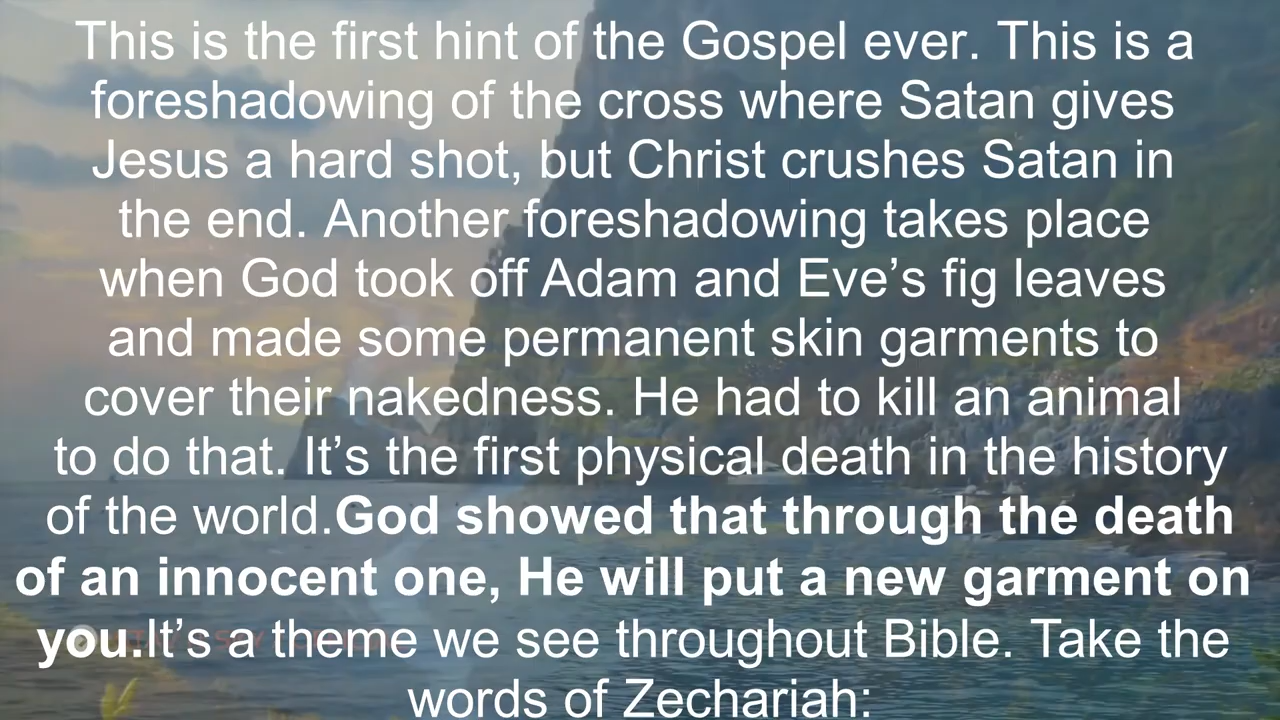 This is the first hint of the Gospel ever. This is a
foreshadowing of the cross where Satan gives
Jesus a hard shot, but Christ crushes Satan in
the end. Another foreshadowing takes place
when God took off Adam and Eve’s fig leaves
and made some permanent skin garments to
cover their nakedness. He had to kill an animal
to do that. It’s the first physical death in the history
of the world.God showed that through the death
of an innocent one, He will put a new garment on
you.It’s a theme we see throughout Bible. Take the
words of Zechariah: